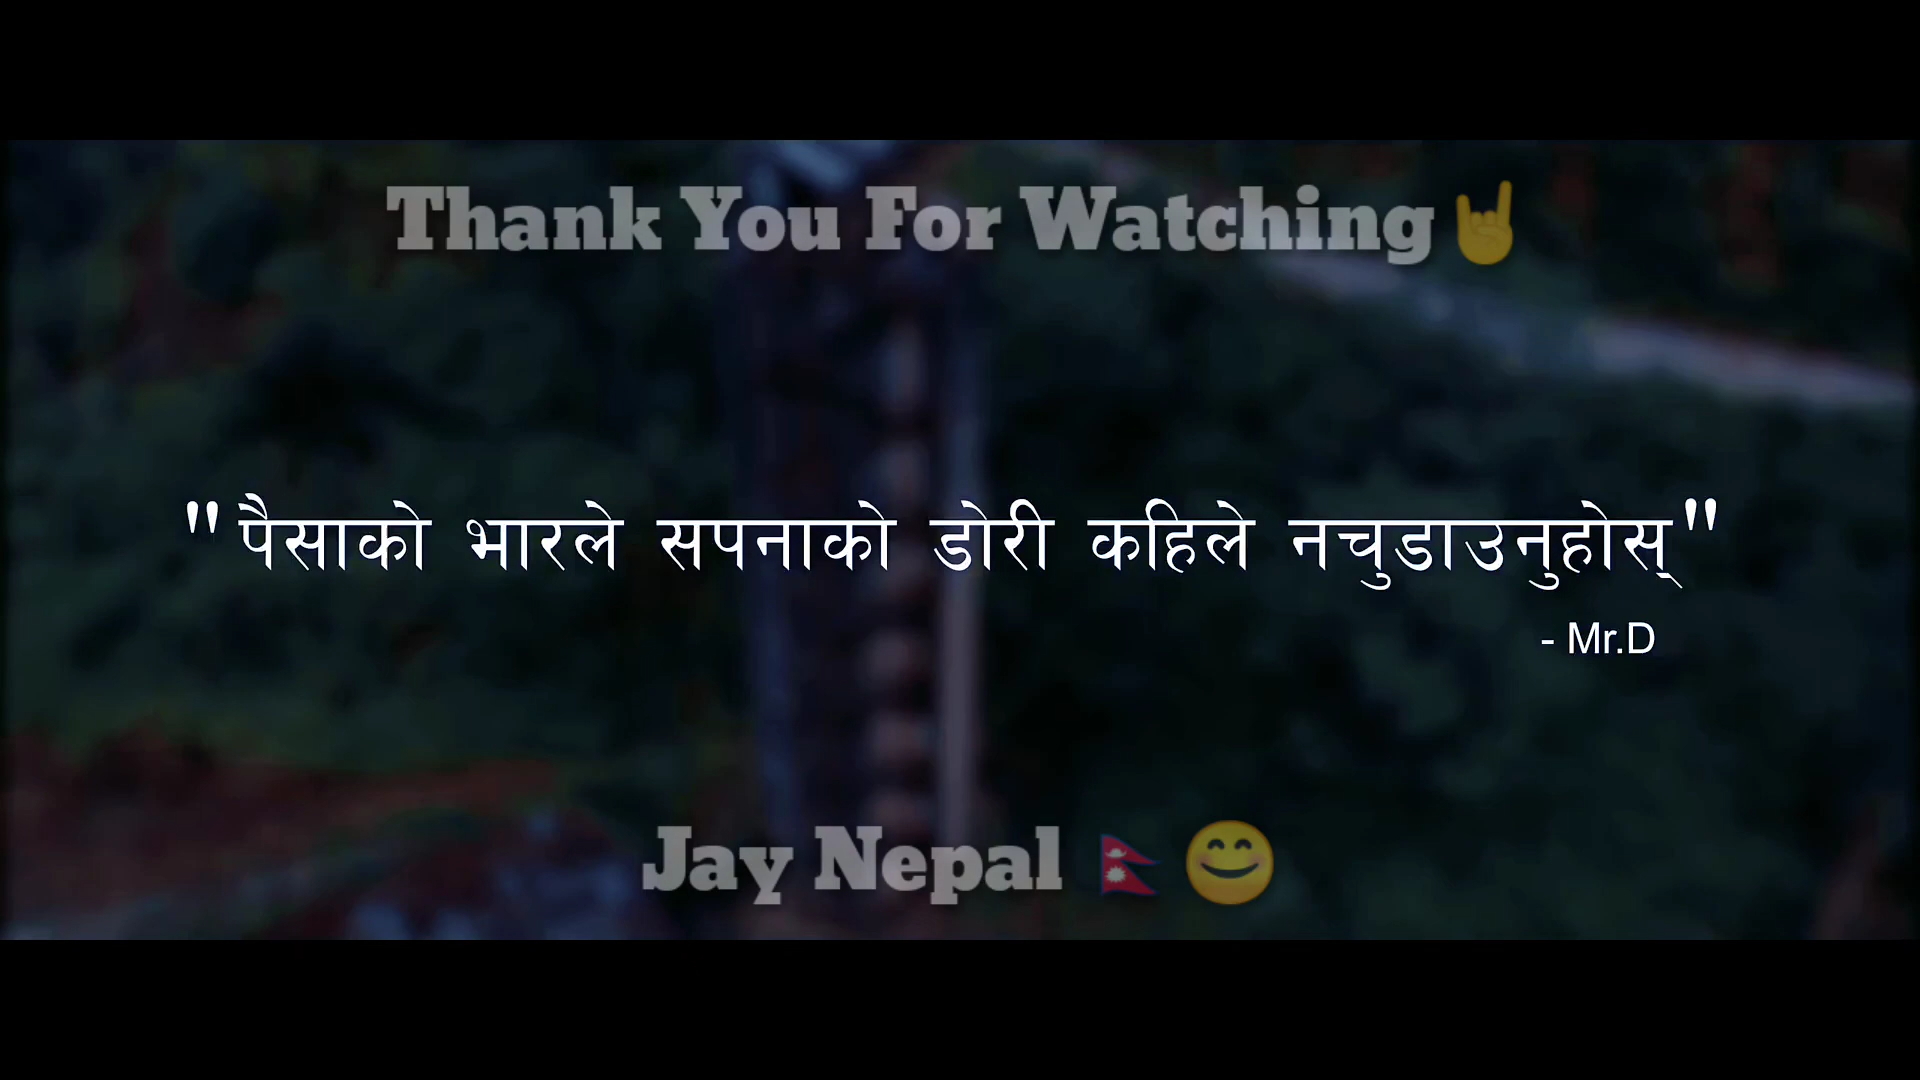 Thank You For Watching🤘
"पैसाको भारले सपनाको डोरी कहिले नचुडाउनुहोस्"
- Mr.D
Jay Nepal 🇳🇵 😊